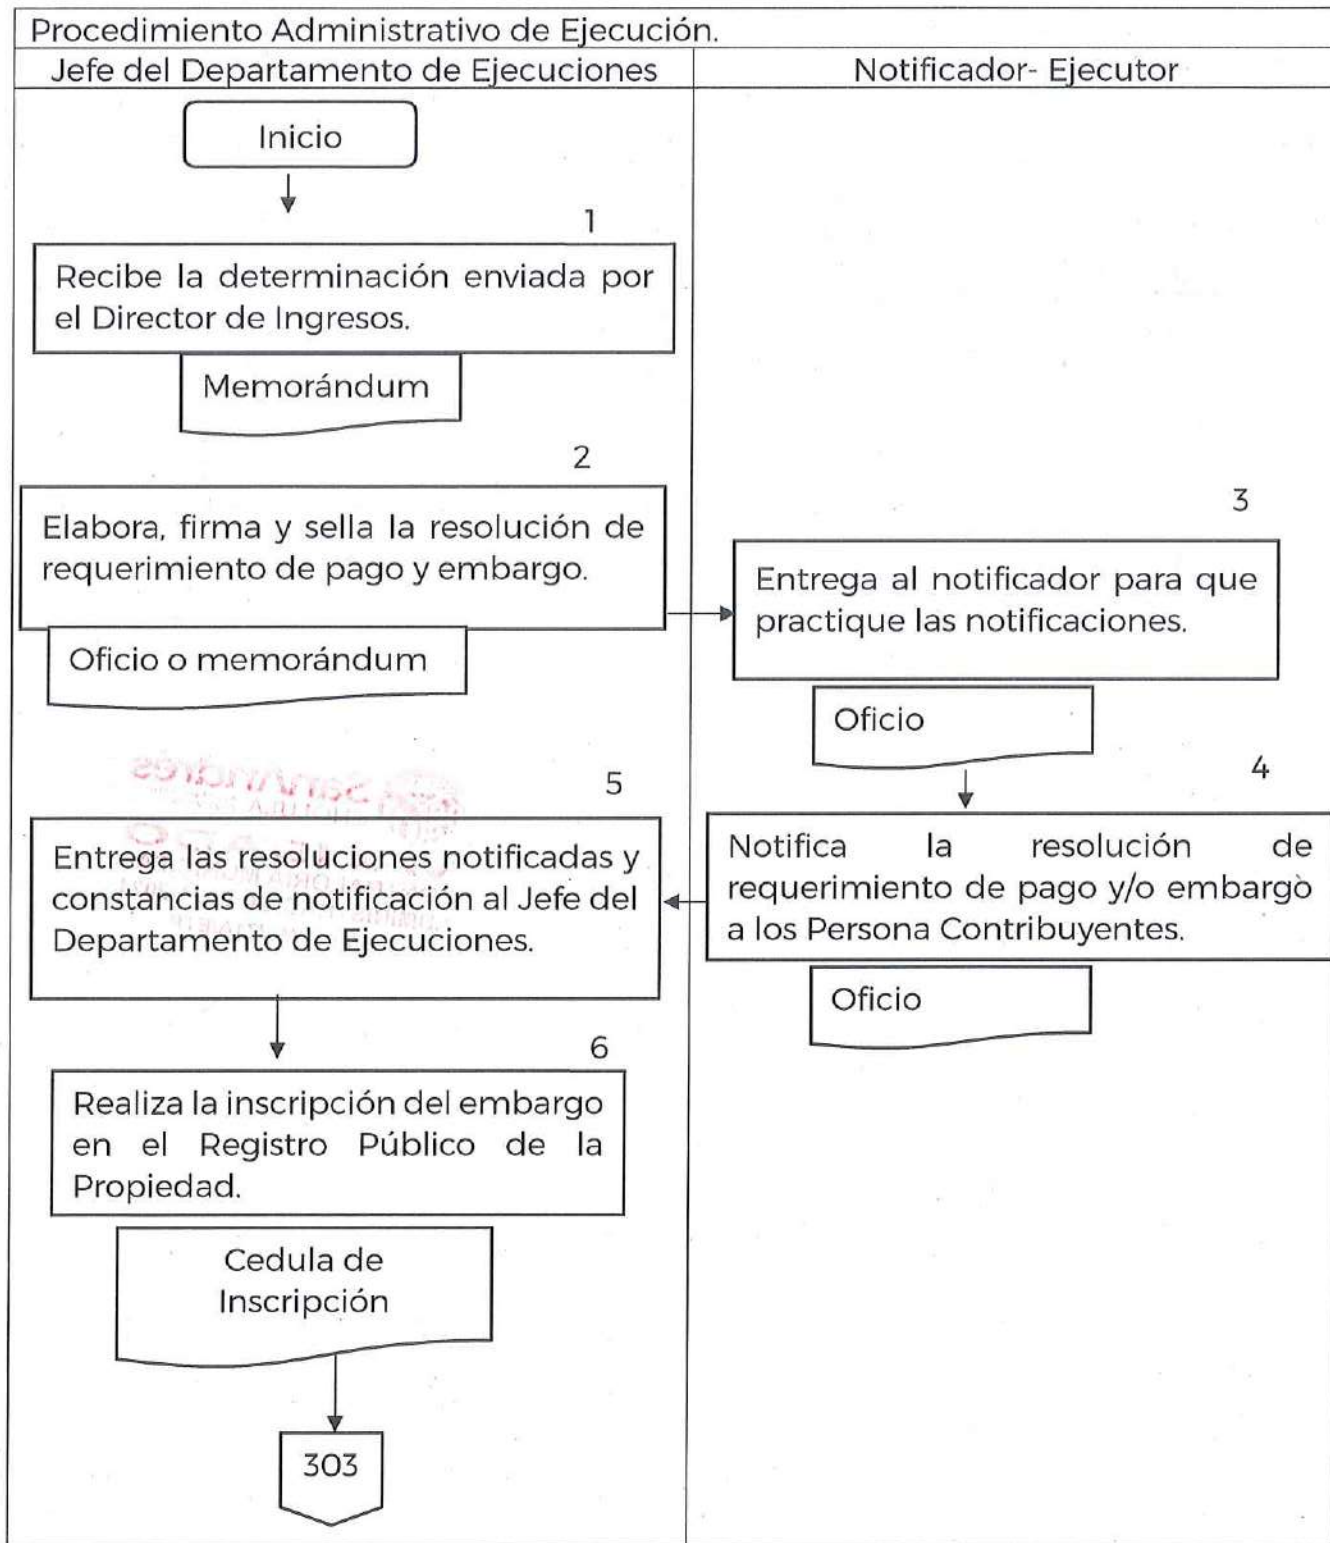 Procedimiento Administrativo de Ejecución.
Jefe del Departamento de Ejecuciones
Notificador- Ejecutor
Inicio
1
Recibe la determinación enviada por
el Director de Ingresos.
Memorándum
2
Elabora, firma y sella la resolución de
requerimiento de pago y embargo.
Oficio o memorándum
3
Entrega al notificador para que
practique las notificaciones.
Oficio
4
Notifica la resolución de
requerimiento de pago y/o embargo
a los Persona Contribuyentes.
Oficio
SanAndrés
5
Entrega las resoluciones notificadas y
constancias de notificación al Jefe del
Departamento de Ejecuciones.
6
Realiza la inscripción del embargo
en el Registro Público de la
Propiedad.
Cedula de
Inscripción
303